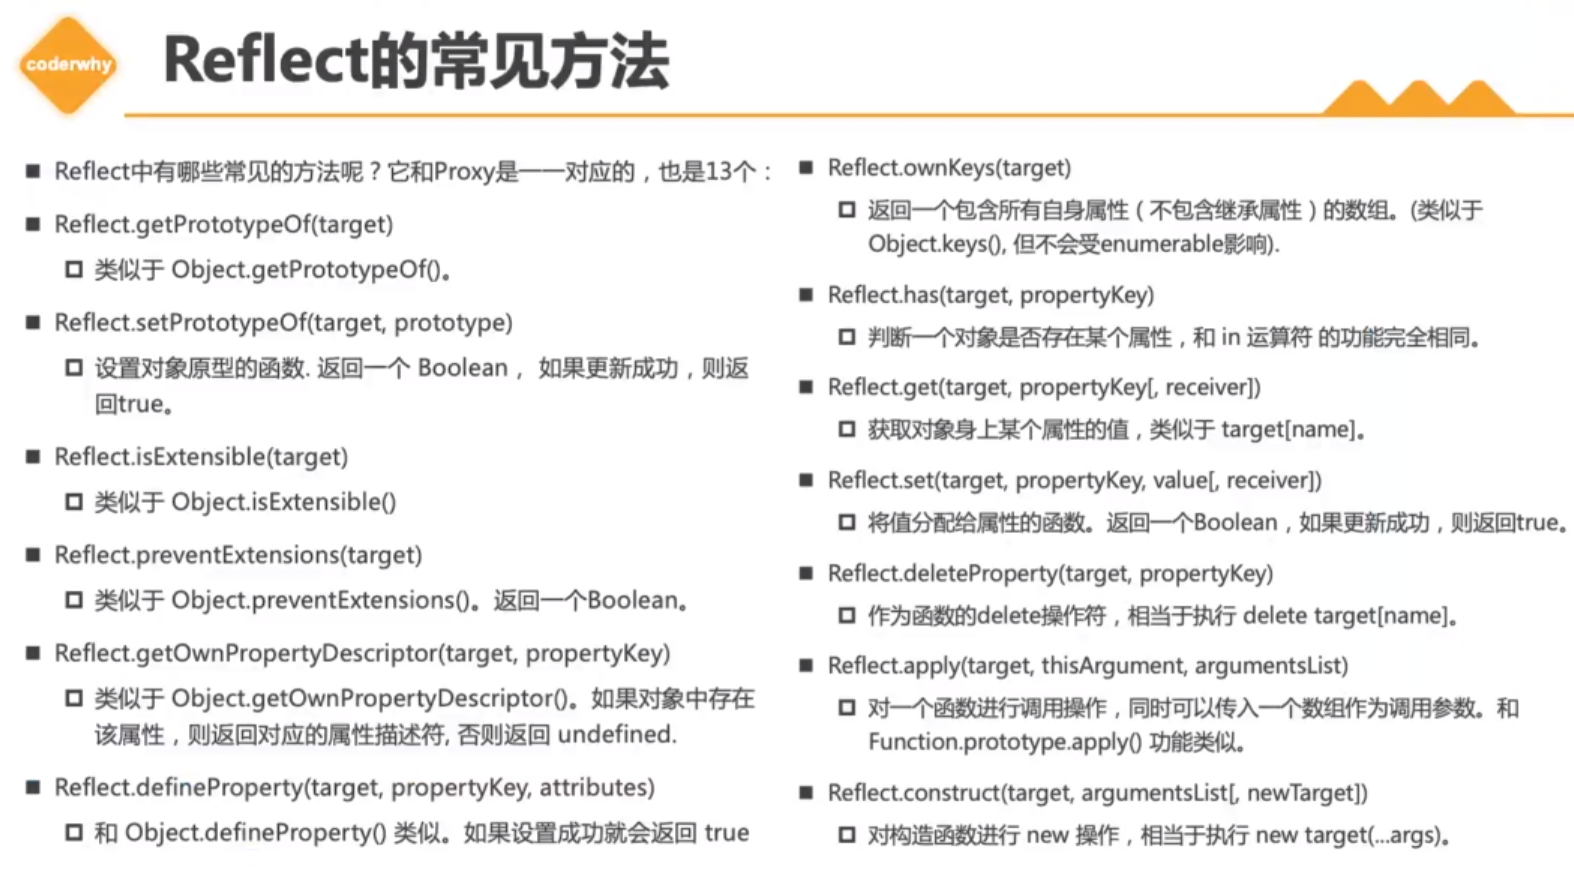 coderwhy
Reflect的常见方法
Reflect中有哪些常见的方法呢？它和Proxy是一一对应的，也是13个：
Reflect.getPrototypeOf(target)
类似于 Object.getPrototypeOf()。
Reflect.setPrototypeOf(target, prototype)
设置对象原型的函数. 返回一个 Boolean， 如果更新成功，则返
回true。
Reflect.isExtensible(target)
类似于 Object.isExtensible()
Reflect.preventExtensions(target)
类似于 Object.preventExtensions()。返回一个Boolean。
Reflect.getOwnPropertyDescriptor(target, propertyKey)
类似于 Object.getOwnPropertyDescriptor()。如果对象中存在
该属性，则返回对应的属性描述符, 否则返回 undefined.
Reflect.defineProperty(target, propertyKey, attributes)
和 Object.defineProperty() 类似。如果设置成功就会返回 true
Reflect.ownKeys(target)
返回一个包含所有自身属性（不包含继承属性）的数组。(类似于
Object.keys(), 但不会受enumerable影响).
Reflect.has(target, propertyKey)
判断一个对象是否存在某个属性，和 in 运算符 的功能完全相同。
Reflect.get(target, propertyKey[, receiver])
获取对象身上某个属性的值，类似于 target[name]。
Reflect.set(target, propertyKey, value[, receiver])
将值分配给属性的函数。返回一个Boolean，如果更新成功，则返回true。
Reflect.deleteProperty(target, propertyKey)
作为函数的delete操作符，相当于执行 delete target[name]。
Reflect.apply(target, thisArgument, argumentsList)
对一个函数进行调用操作，同时可以传入一个数组作为调用参数。和
Function.prototype.apply() 功能类似。
Reflect.construct(target, argumentsList[, newTarget])
对构造函数进行 new 操作，相当于执行 new target(...args)。